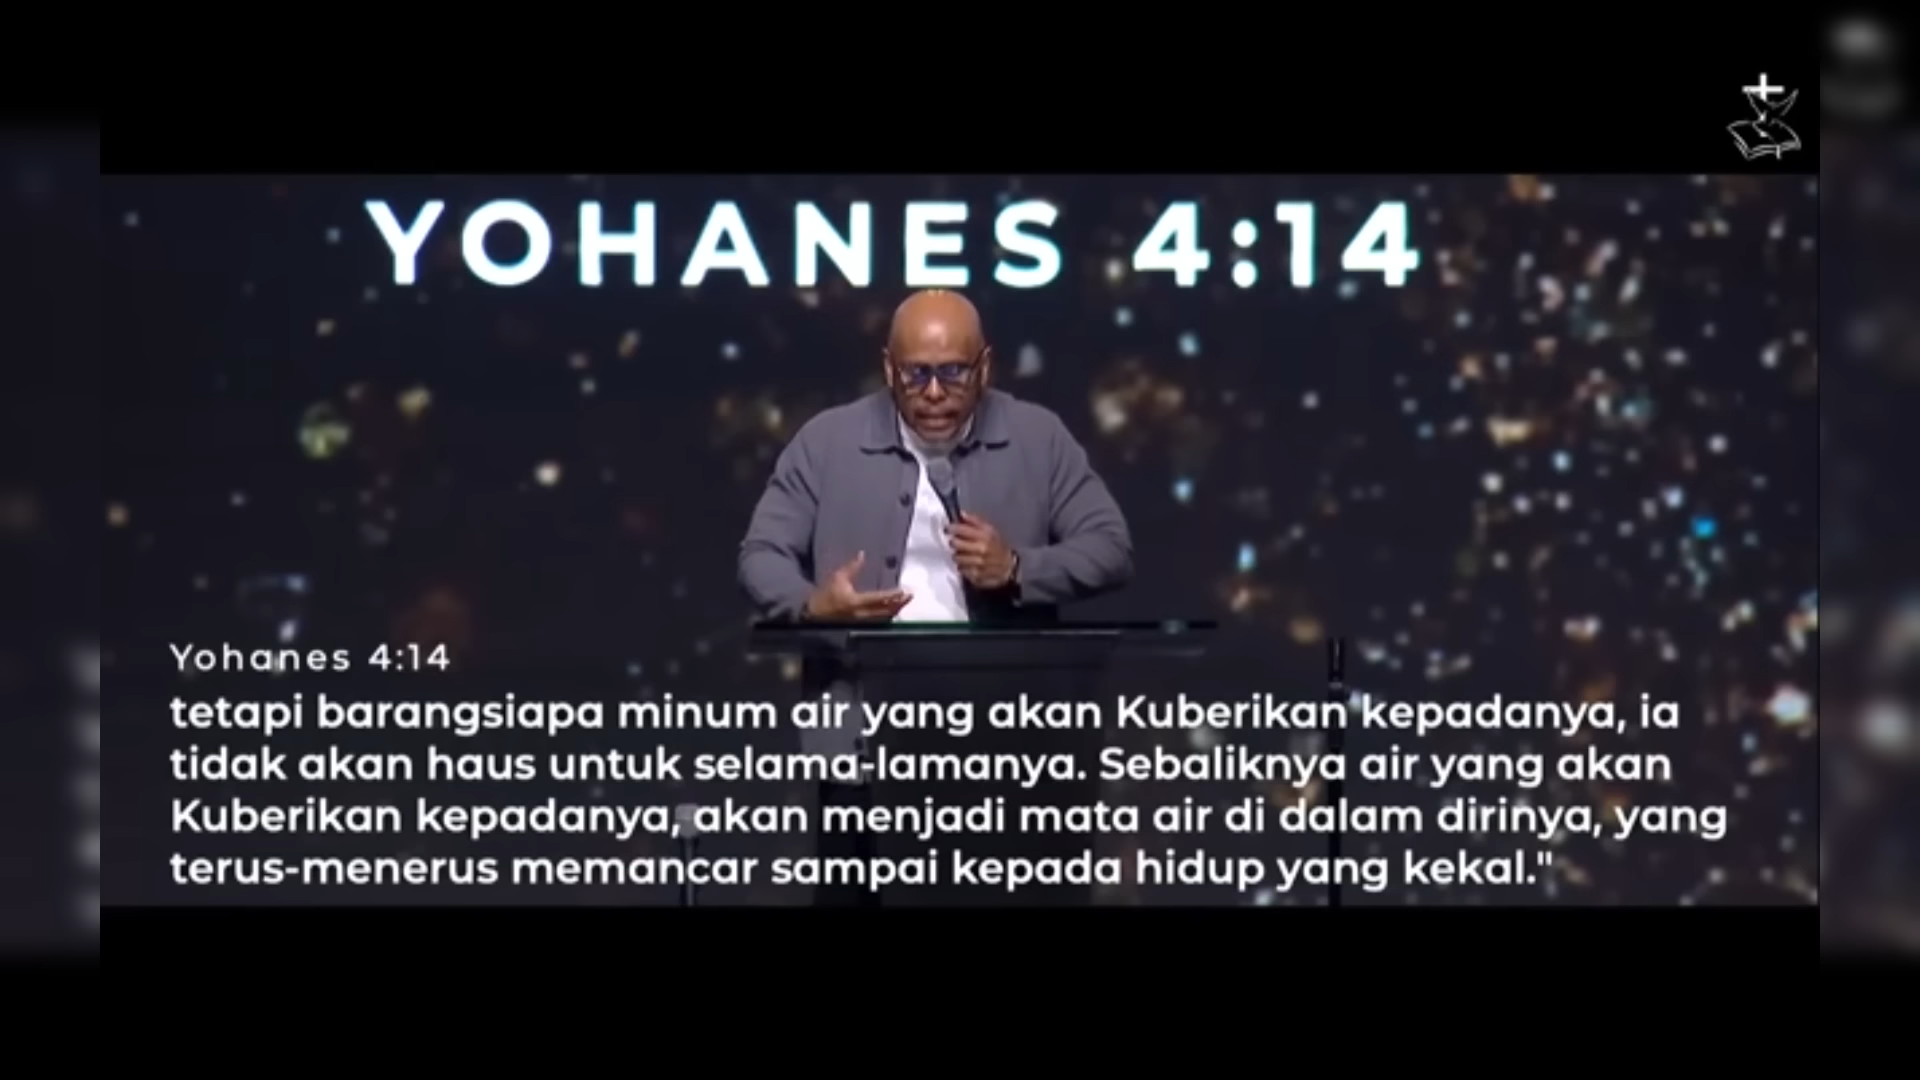 YOHANES 4:14
Yohanes 4:14
tetapi barangsiapa minum air yang akan Kuberikan kepadanya, ia
tidak akan haus untuk selama-lamanya. Sebaliknya air yang akan
Kuberikan kepadanya, akan menjadi mata air di dalam dirinya, yang
terus-menerus memancar sampai kepada hidup yang kekal."